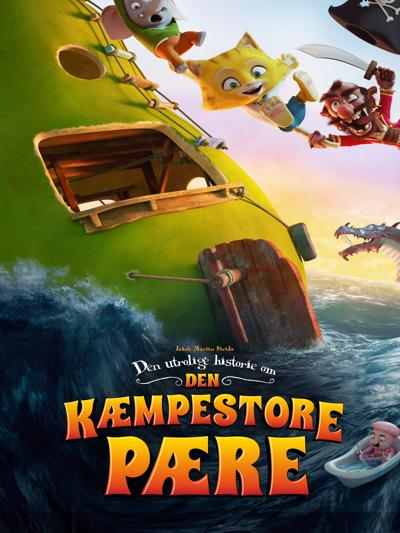 Jakob Martin Strids
Den utrolige historie om
DEN
KÆMPESTORE
PÆRE